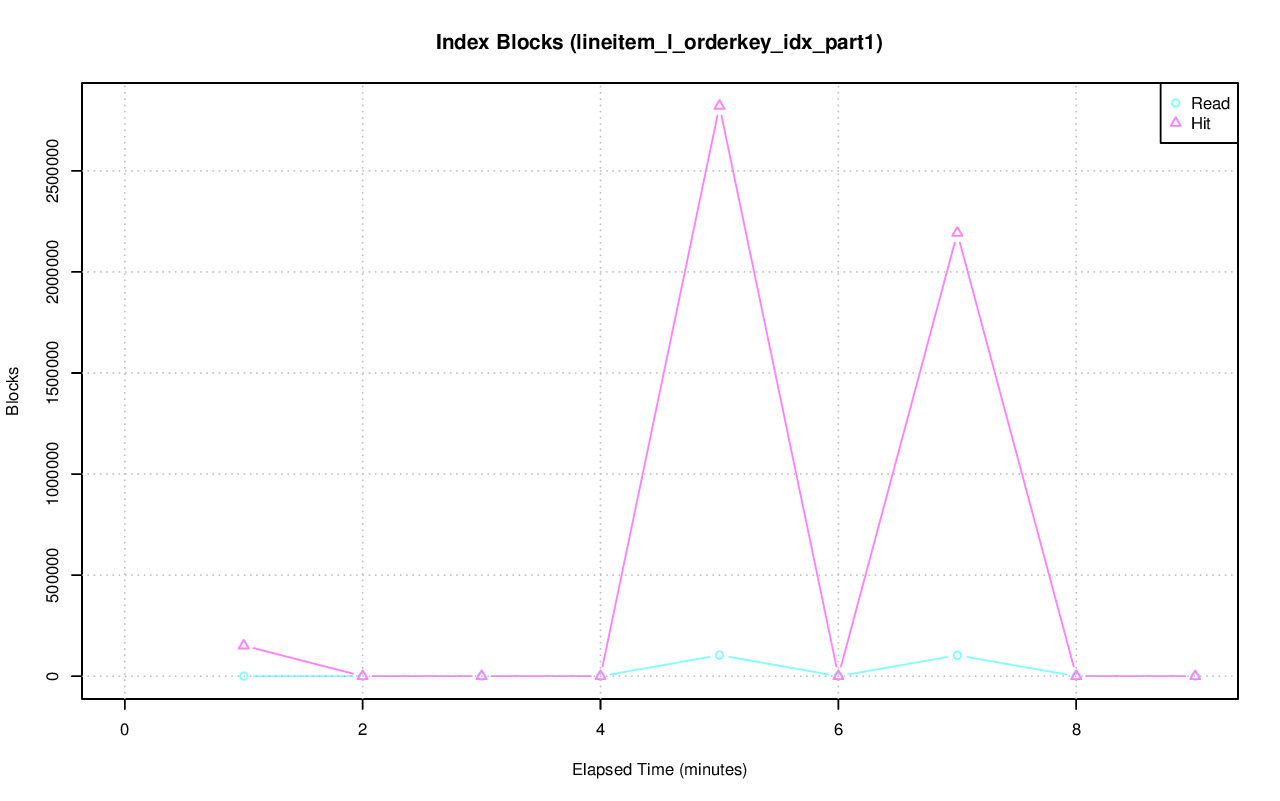 Index Blocks (lineitem_l_orderkey_idx_part1)
Read
Hit
2500000
2000000
1500000
1000000
500000
0
Blocks
0 2 4 6 8
Elapsed Time (minutes)